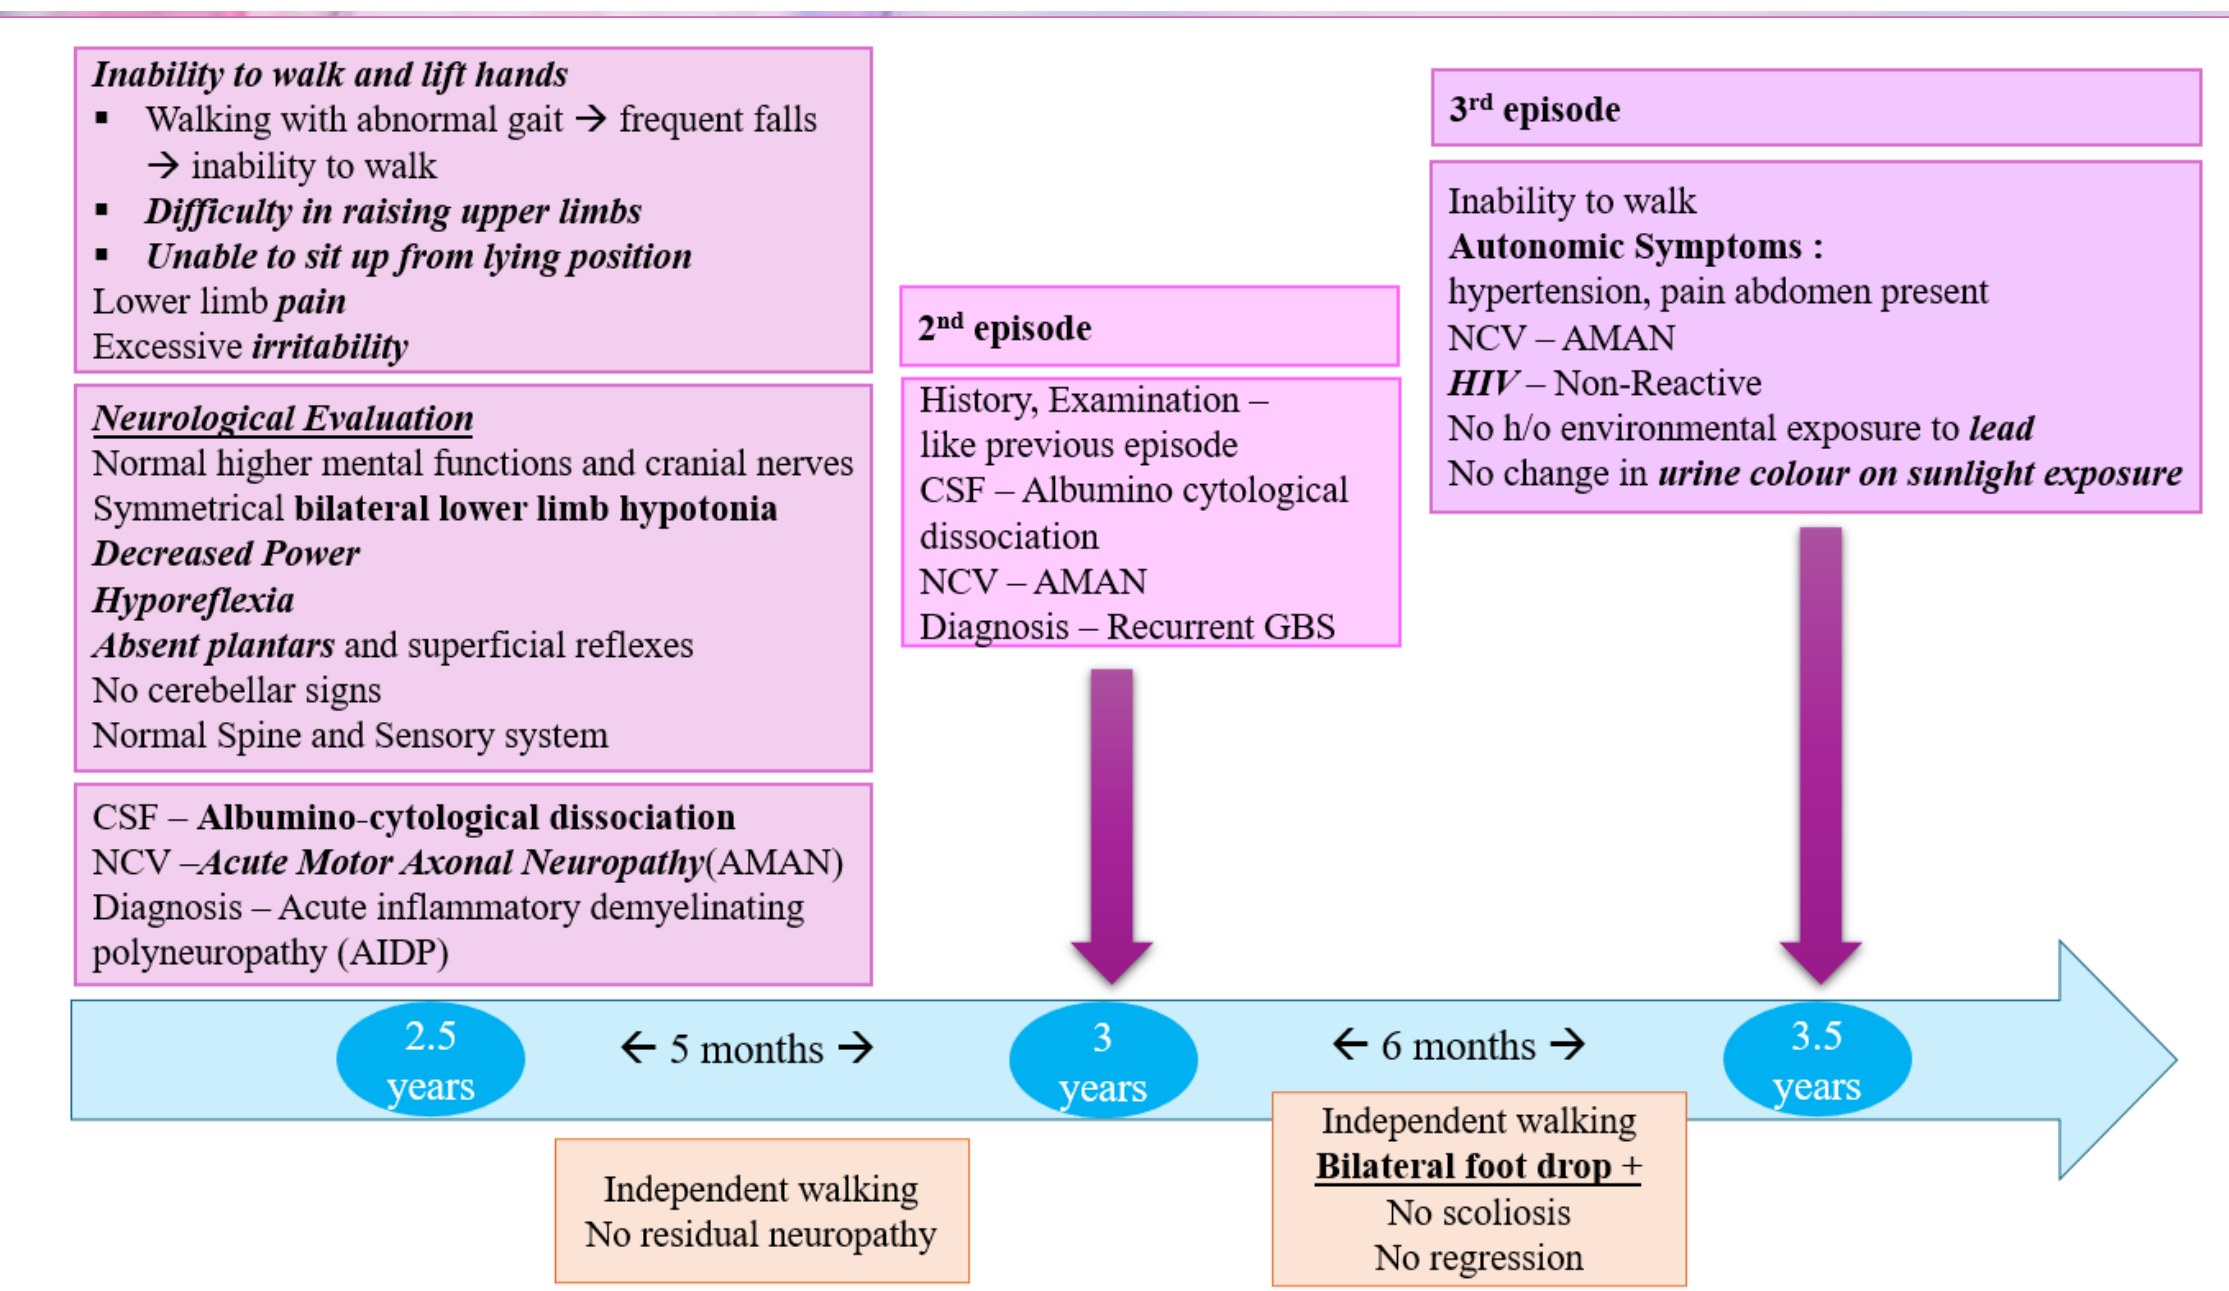 Inability to walk and lift hands
▪ Walking with abnormal gait → frequent falls
→ inability to walk
▪ Difficulty in raising upper limbs
▪ Unable to sit up from lying position
Lower limb pain
Excessive irritability
Neurological Evaluation
Normal higher mental functions and cranial nerves
Symmetrical bilateral lower limb hypotonia
Decreased Power
Hyporeflexia
Absent plantars and superficial reflexes
No cerebellar signs
Normal Spine and Sensory system
CSF – Albumino-cytological dissociation
NCV –Acute Motor Axonal Neuropathy(AMAN)
Diagnosis – Acute inflammatory demyelinating
polyneuropathy (AIDP)
2nd episode
History, Examination –
like previous episode
CSF – Albumino cytological
dissociation
NCV – AMAN
Diagnosis – Recurrent GBS
3rd episode
Inability to walk
Autonomic Symptoms :
hypertension, pain abdomen present
NCV – AMAN
HIV – Non-Reactive
No h/o environmental exposure to lead
No change in urine colour on sunlight exposure
2.5
years
← 5 months →
3
years
← 6 months →
3.5
years
Independent walking
No residual neuropathy
Independent walking
Bilateral foot drop +
No scoliosis
No regression